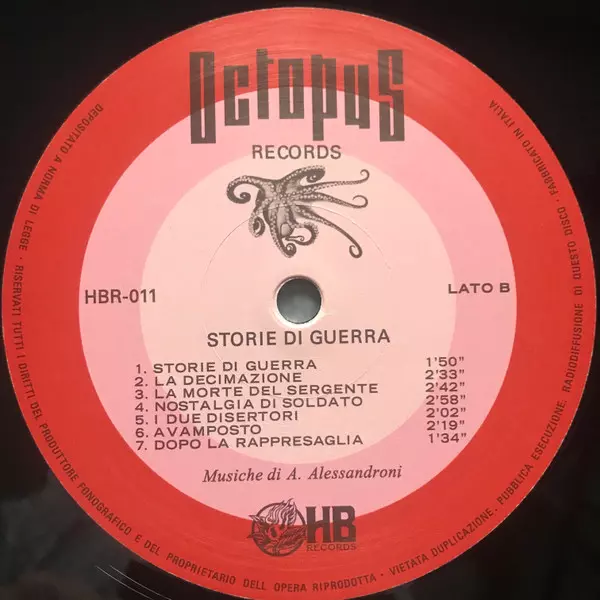 Octopus
RECORDS
HBR-011
LATO B
STORIE DI GUERRA
1. STORIE DI GUERRA 1'50"
2. LA DECIMAZIONE 2'33"
3. LA MORTE DEL SERGENTE 2'42"
4. NOSTALGIA DI SOLDATO 2'58"
5. I DUE DISERTORI 2'02"
6. AVAMPOSTO 2'19"
7. DOPO LA RAPPRESAGLIA 1'34"
Musiche di A. Alessandroni
HB
RECORDS
DEPOSITATO A NORMA DI LEGGE - RISERVATI TUTTI I DIRITTI DEL PRODUTTORE FONOGRAFICO E DEL PROPRIETARIO DELL OPERA RIPRODOTTA - VIETATA DUPLICAZIONE. PUBBLICA ESECUZIONE. RADIODIFFUSIONE DI QUESTO DISCO - FABBRICATO IN ITALIA